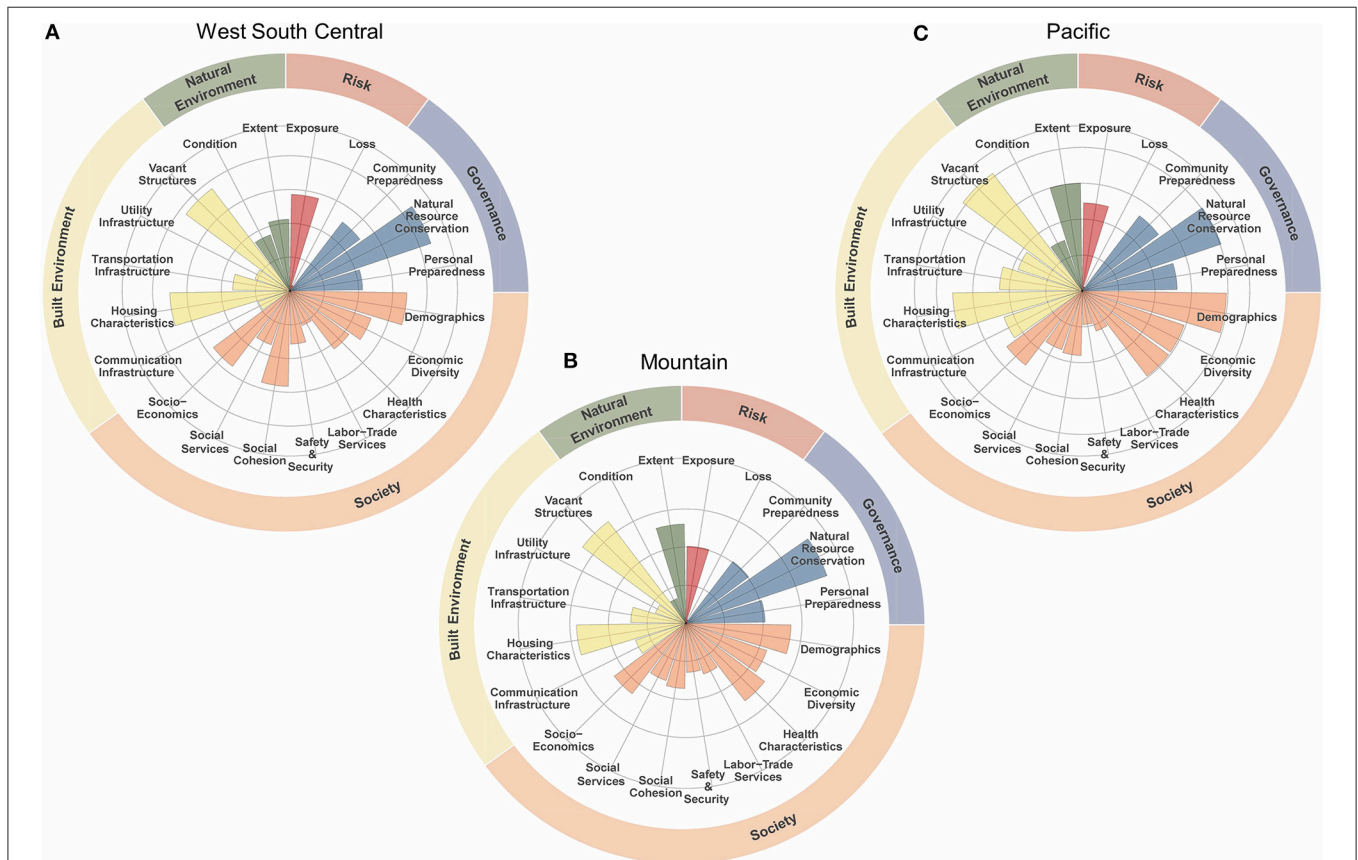 A
West South Central
Natural
Environment
Risk
Governance
Society
Built Environment
Extent
Exposure
Loss
Community
Preparedness
Natural
Resource
Conservation
Personal
Preparedness
Demographics
Economic
Diversity
Health
Characteristics
Labor−Trade
Services
Safety
&
Security
Social
Cohesion
Social
Services
Socio−
Economics
Communication
Infrastructure
Housing
Characteristics
Transportation
Infrastructure
Utility
Infrastructure
Vacant
Structures
Condition
C
Pacific
Natural
Environment
Risk
Governance
Society
Built Environment
Extent
Exposure
Loss
Community
Preparedness
Natural
Resource
Conservation
Personal
Preparedness
Demographics
Economic
Diversity
Health
Characteristics
Labor−Trade
Services
Safety
&
Security
Social
Cohesion
Social
Services
Socio−
Economics
Communication
Infrastructure
Housing
Characteristics
Transportation
Infrastructure
Utility
Infrastructure
Vacant
Structures
Condition
B
Mountain
Natural
Environment
Risk
Governance
Society
Built Environment
Extent
Exposure
Loss
Community
Preparedness
Natural
Resource
Conservation
Personal
Preparedness
Demographics
Economic
Diversity
Health
Characteristics
Labor−Trade
Services
Safety
&
Security
Social
Cohesion
Social
Services
Socio−
Economics
Communication
Infrastructure
Housing
Characteristics
Transportation
Infrastructure
Utility
Infrastructure
Vacant
Structures
Condition